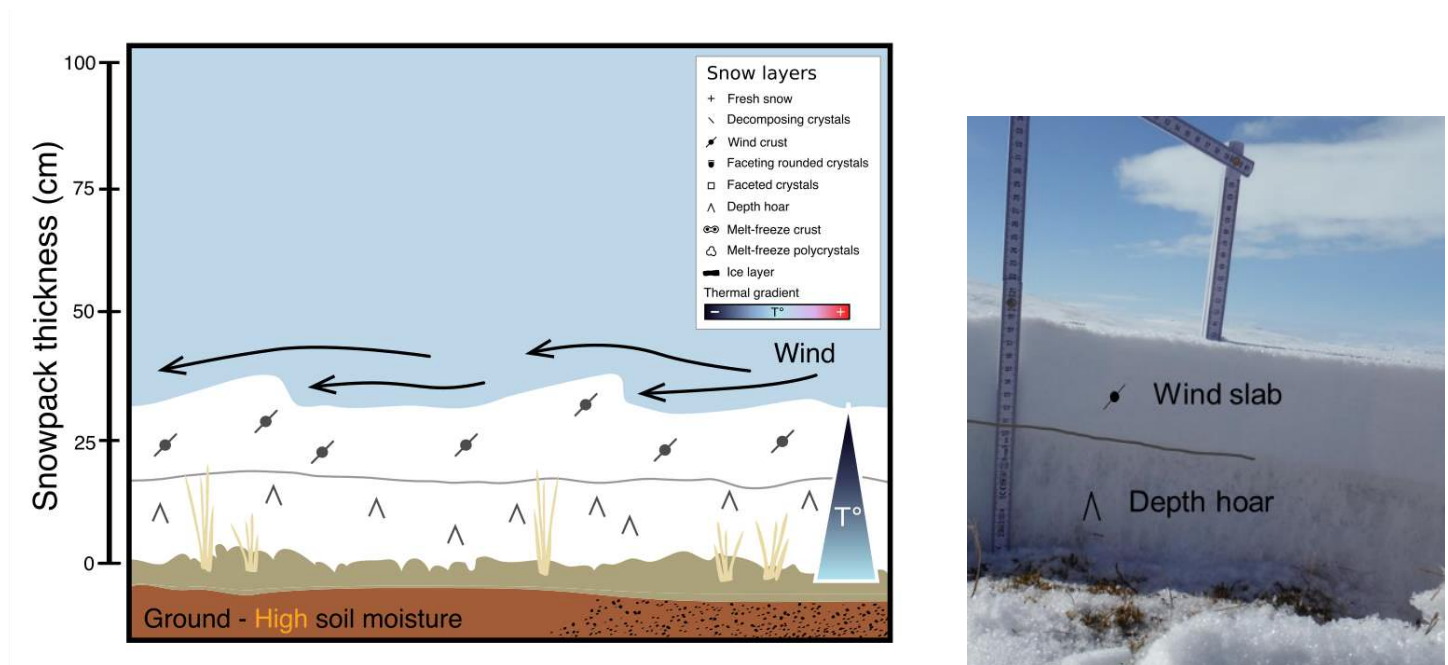 Snowpack thickness (cm)
100
75
50
25
0
Snow layers
Fresh snow
Decomposing crystals
Wind crust
Faceting rounded crystals
Faceted crystals
Depth hoar
Melt-freeze crust
Melt-freeze polycrystals
Ice layer
Thermal gradient
− T° +
Wind
T°
Ground - High soil moisture
Wind slab
Depth hoar